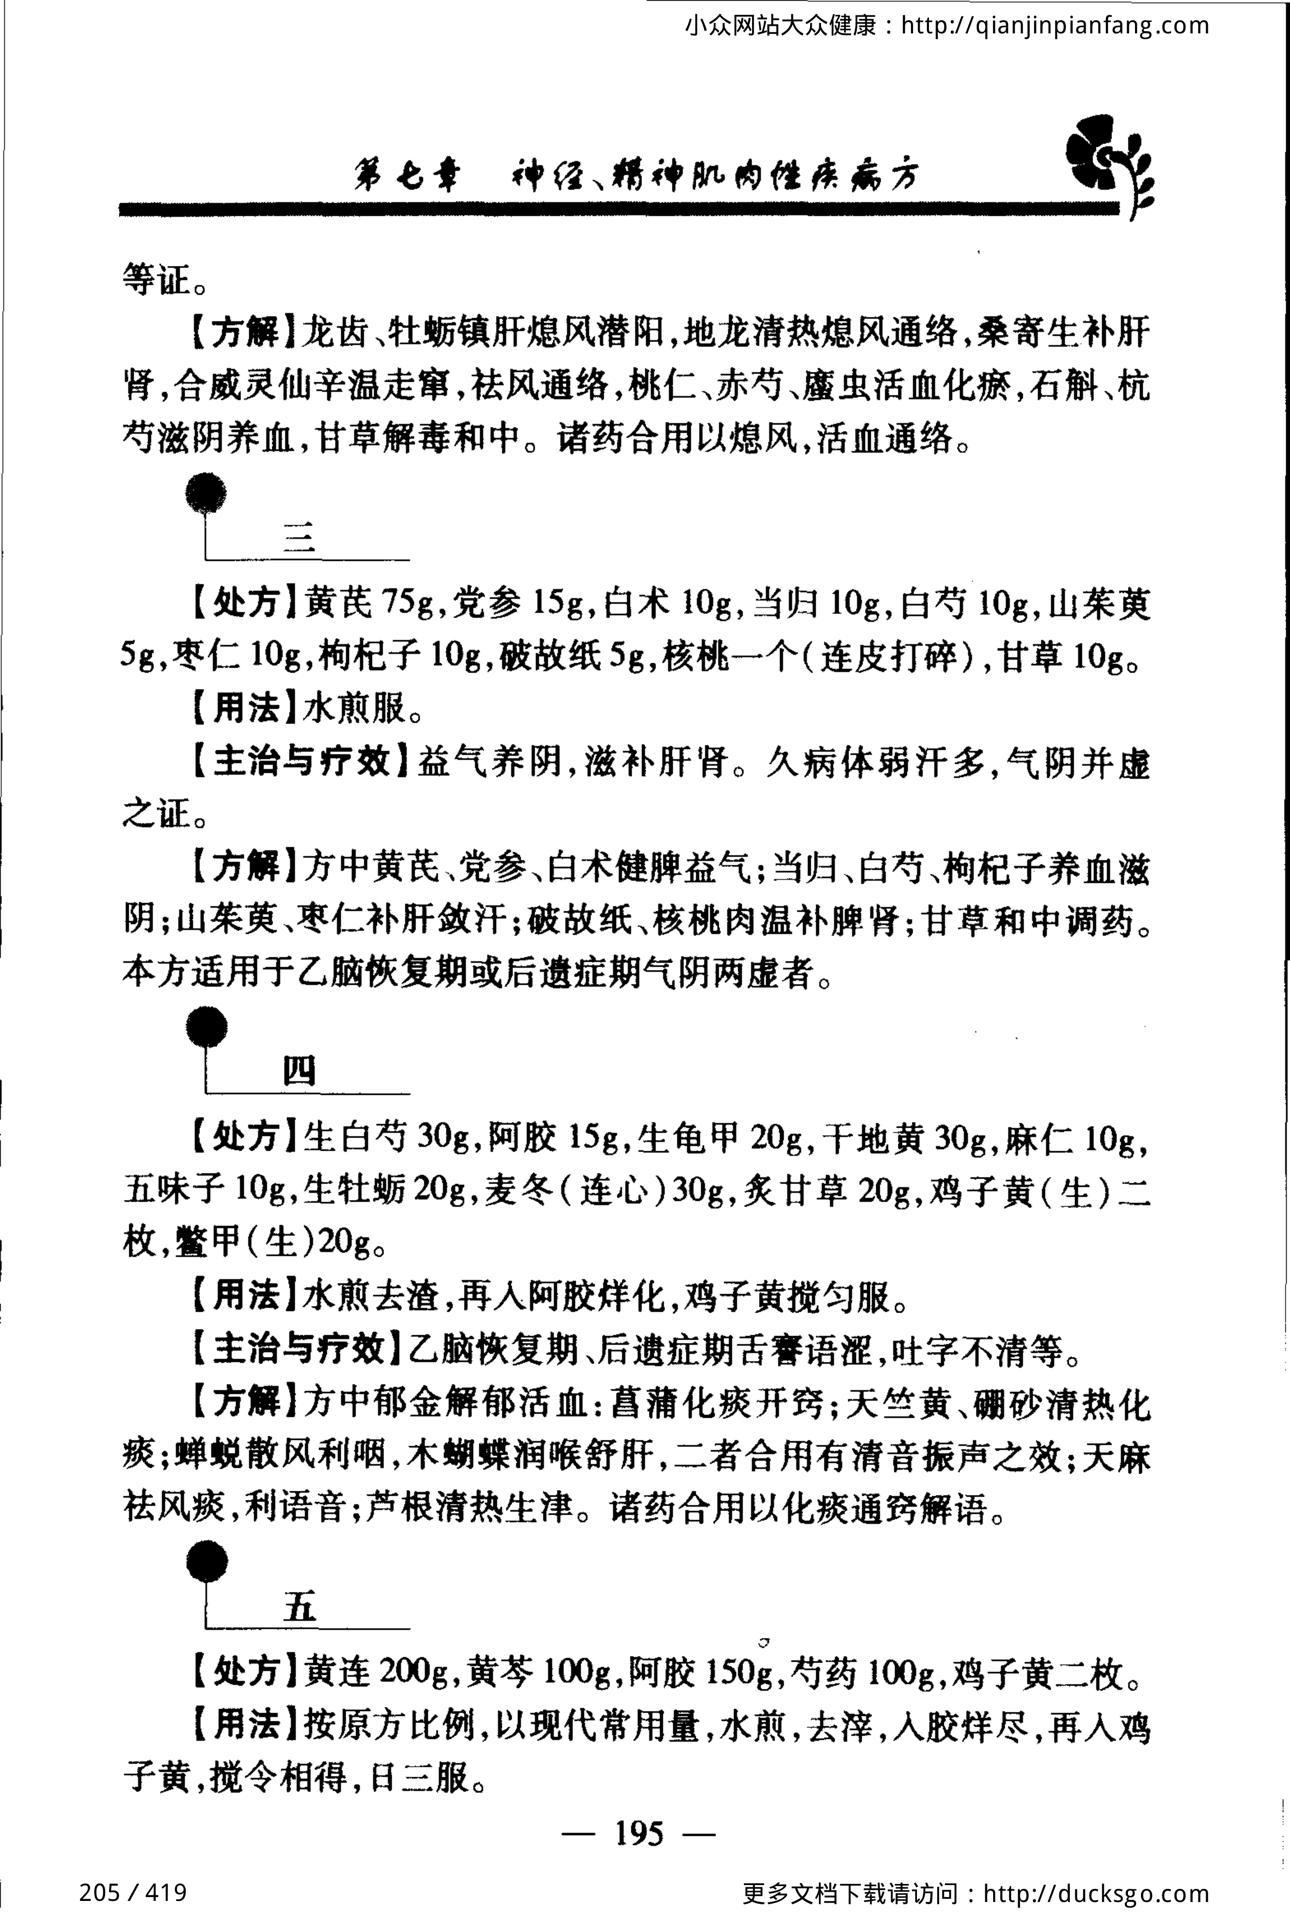 小众网站大众健康：http://qianjinpianfang.com
第七章 神经、精神肌肉性疾病方
等证。
【方解】龙齿、牡蛎镇肝熄风潜阳，地龙清热熄风通络，桑寄生补肝
肾，合威灵仙辛温走窜，祛风通络，桃仁、赤芍、䗪虫活血化瘀，石斛、杭
芍滋阴养血，甘草解毒和中。诸药合用以熄风，活血通络。
三
【处方】黄芪 75g，党参 15g，白术 10g，当归 10g，白芍 10g，山茱萸
5g，枣仁 10g，枸杞子 10g，破故纸 5g，核桃一个（连皮打碎），甘草 10g。
【用法】水煎服。
【主治与疗效】益气养阴，滋补肝肾。久病体弱汗多，气阴并虚
之证。
【方解】方中黄芪、党参、白术健脾益气；当归、白芍、枸杞子养血滋
阴；山茱萸、枣仁补肝敛汗；破故纸、核桃肉温补脾肾；甘草和中调药。
本方适用于乙脑恢复期或后遗症期气阴两虚者。
四
【处方】生白芍 30g，阿胶 15g，生龟甲 20g，干地黄 30g，麻仁 10g，
五味子 10g，生牡蛎 20g，麦冬（连心）30g，炙甘草 20g，鸡子黄（生）二
枚，鳖甲（生）20g。
【用法】水煎去渣，再入阿胶烊化，鸡子黄搅匀服。
【主治与疗效】乙脑恢复期、后遗症期舌謇语涩，吐字不清等。
【方解】方中郁金解郁活血：菖蒲化痰开窍；天竺黄、硼砂清热化
痰；蝉蜕散风利咽，木蝴蝶润喉舒肝，二者合用有清音振声之效；天麻
祛风痰，利语音；芦根清热生津。诸药合用以化痰通窍解语。
五
【处方】黄连 200g，黄芩 100g，阿胶 150g，芍药 100g，鸡子黄二枚。
【用法】按原方比例，以现代常用量，水煎，去滓，入胶烊尽，再入鸡
子黄，搅令相得，日三服。
— 195 —
205 / 419
更多文档下载请访问：http://ducksgo.com